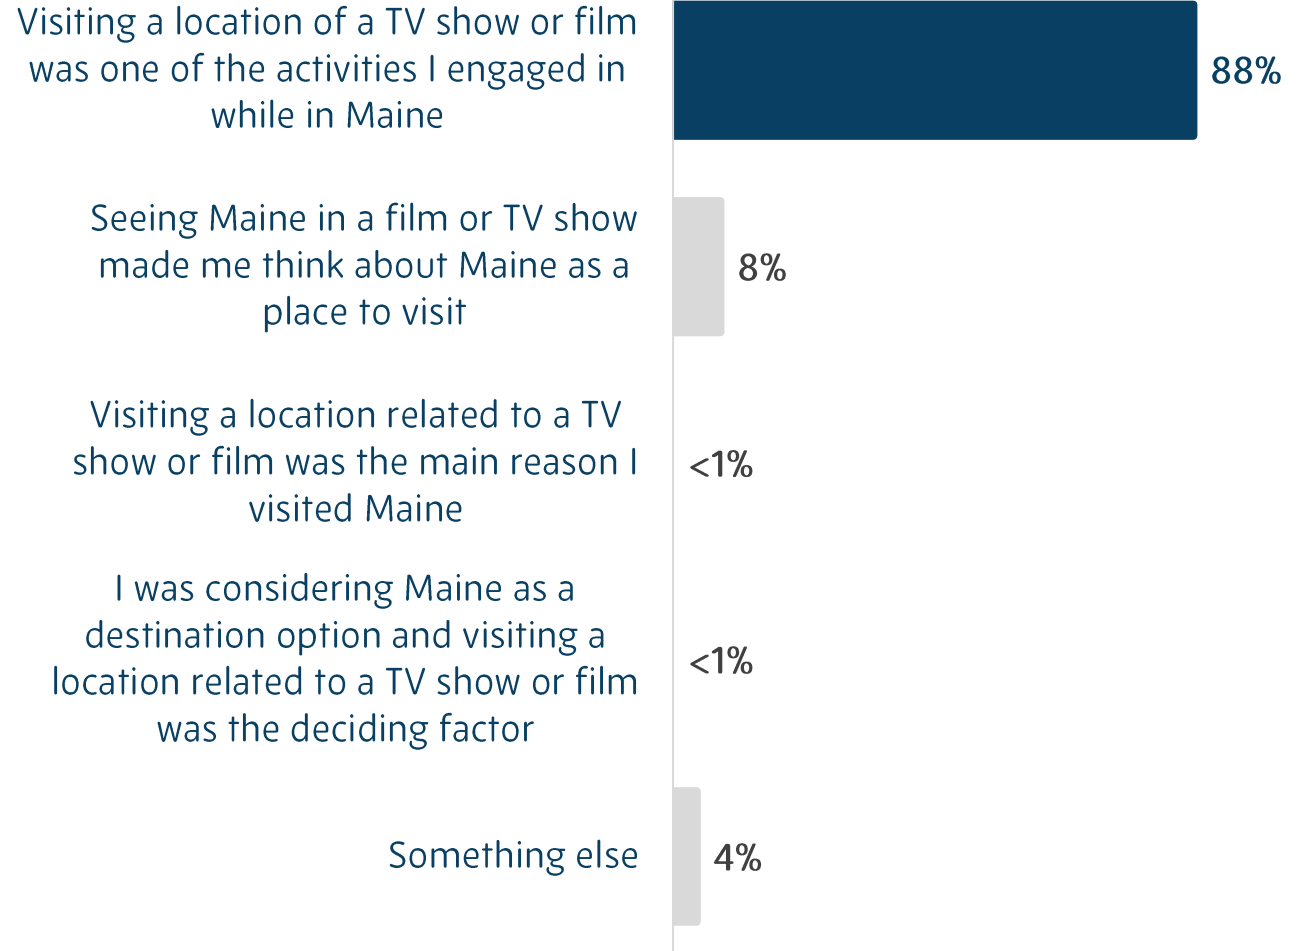 Visiting a location of a TV show or film
was one of the activities I engaged in
while in Maine
88%
Seeing Maine in a film or TV show
made me think about Maine as a
place to visit
8%
Visiting a location related to a TV
show or film was the main reason I
visited Maine
<1%
I was considering Maine as a
destination option and visiting a
location related to a TV show or film
was the deciding factor
<1%
Something else
4%